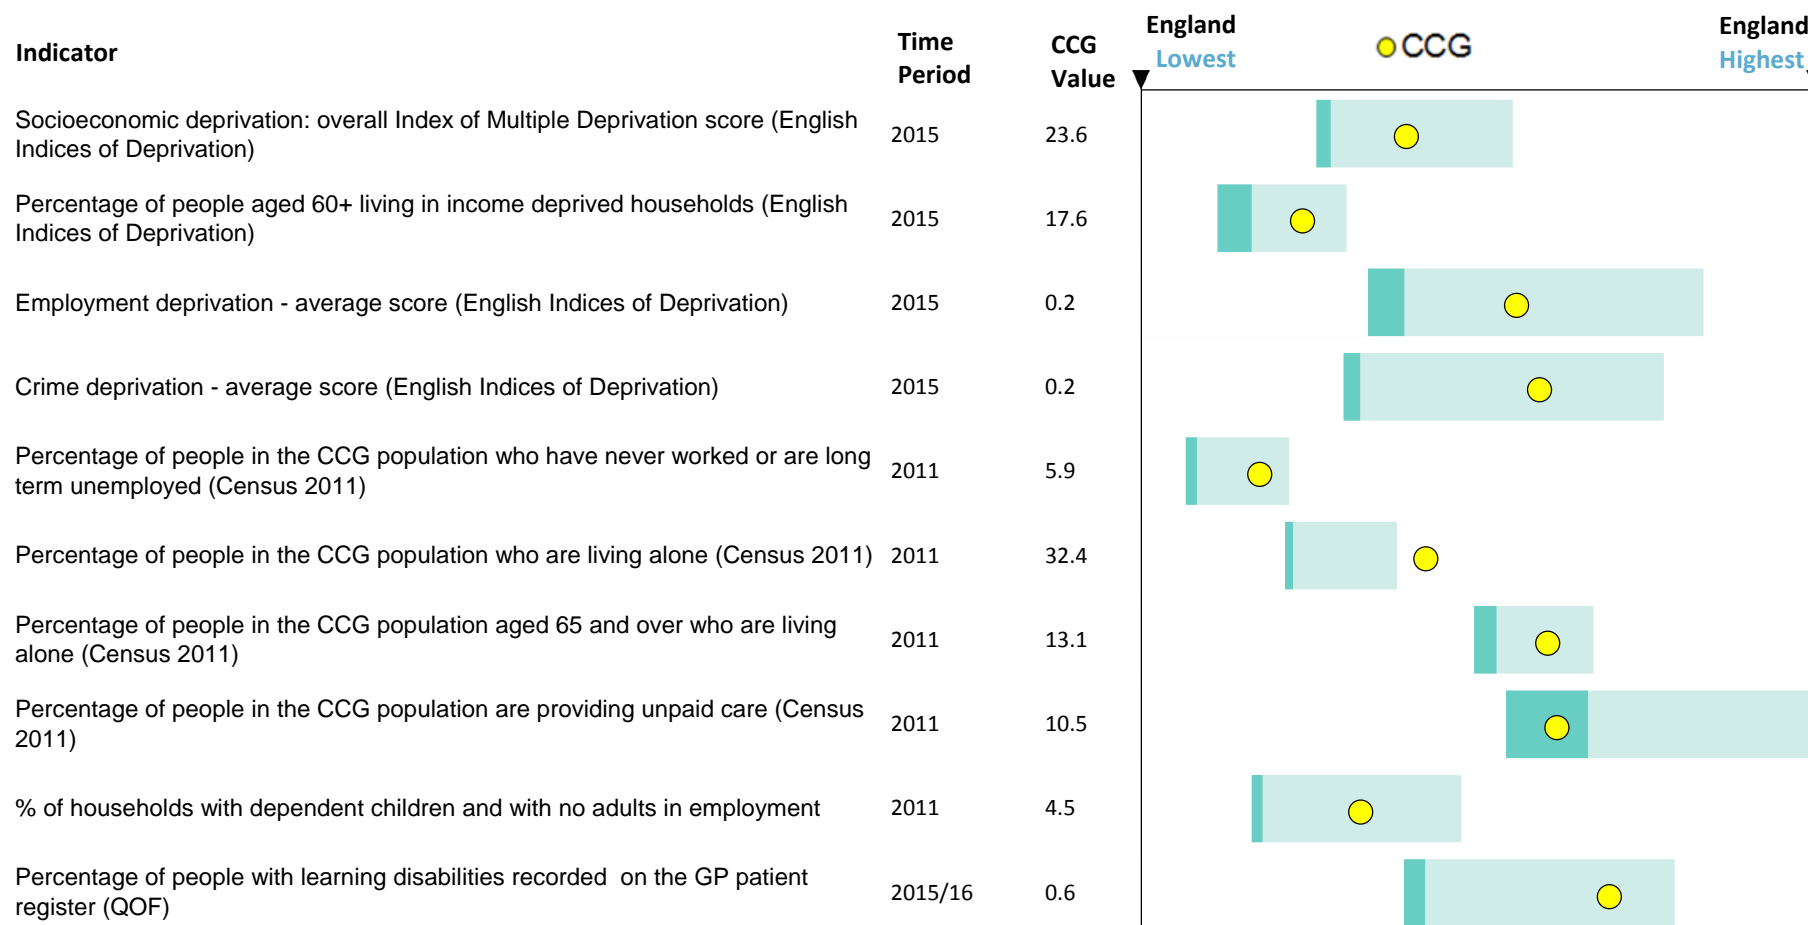 Indicator
Time
Period
CCG
Value
England
Lowest
CCG
England
Highest
Socioeconomic deprivation: overall Index of Multiple Deprivation score (English
Indices of Deprivation)
2015
23.6
Percentage of people aged 60+ living in income deprived households (English
Indices of Deprivation)
2015
17.6
Employment deprivation - average score (English Indices of Deprivation)
2015
0.2
Crime deprivation - average score (English Indices of Deprivation)
2015
0.2
Percentage of people in the CCG population who have never worked or are long
term unemployed (Census 2011)
2011
5.9
Percentage of people in the CCG population who are living alone (Census 2011)
2011
32.4
Percentage of people in the CCG population aged 65 and over who are living
alone (Census 2011)
2011
13.1
Percentage of people in the CCG population are providing unpaid care (Census
2011)
2011
10.5
% of households with dependent children and with no adults in employment
2011
4.5
Percentage of people with learning disabilities recorded  on the GP patient
register (QOF)
2015/16
0.6